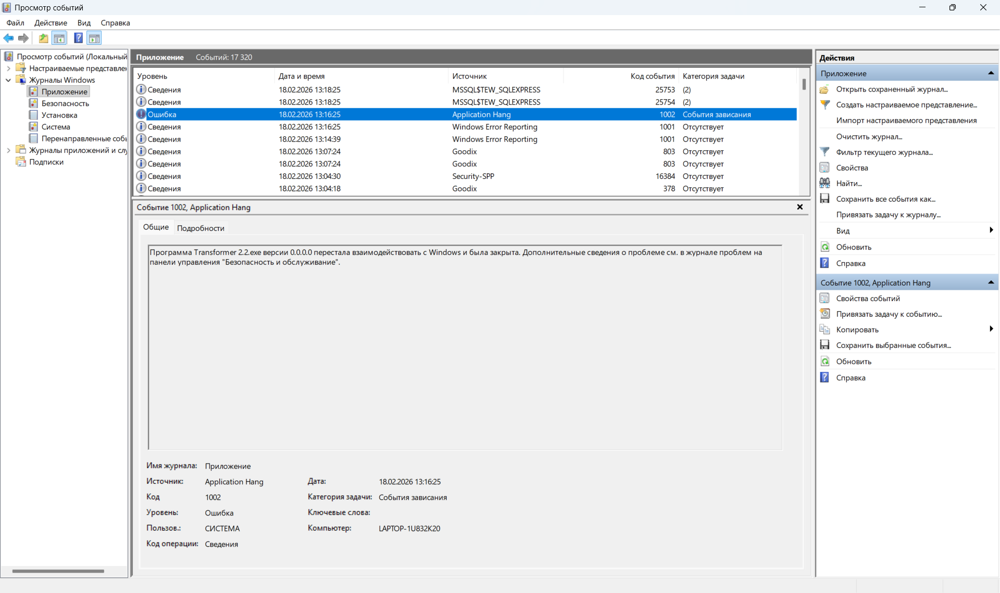 Просмотр событий
Файл Действие Вид Справка
Просмотр событий (Локальный
Настраиваемые представлен
Журналы Windows
Приложение
Безопасность
Установка
Система
Перенаправленные собь
Журналы приложений и слу
Подписки
Приложение Событий: 17 320
Уровень Дата и время Источник Код события Категория задачи
Сведения 18.02.2026 13:18:25 MSSQL$TEW_SQLEXPRESS 25753 (2)
Сведения 18.02.2026 13:18:25 MSSQL$TEW_SQLEXPRESS 25754 (2)
Ошибка 18.02.2026 13:16:25 Application Hang 1002 События зависания
Сведения 18.02.2026 13:16:25 Windows Error Reporting 1001 Отсутствует
Сведения 18.02.2026 13:14:39 Windows Error Reporting 1001 Отсутствует
Сведения 18.02.2026 13:07:24 Goodix 803 Отсутствует
Сведения 18.02.2026 13:07:24 Goodix 803 Отсутствует
Сведения 18.02.2026 13:04:30 Security-SPP 16384 Отсутствует
Сведения 18.02.2026 13:04:18 Goodix 378 Отсутствует
Событие 1002, Application Hang
Общие Подробности
Программа Transformer 2.2.exe версии 0.0.0.0 перестала взаимодействовать с Windows и была закрыта. Дополнительные сведения о проблеме см. в журнале проблем на
панели управления "Безопасность и обслуживание".
Имя журнала: Приложение
Источник: Application Hang Дата: 18.02.2026 13:16:25
Код 1002 Категория задачи: События зависания
Уровень: Ошибка Ключевые слова:
Пользов.: СИСТЕМА Компьютер: LAPTOP-1U832K20
Код операции: Сведения
Действия
Приложение
Открыть сохраненный журнал...
Создать настраиваемое представление...
Импорт настраиваемого представления
Очистить журнал...
Фильтр текущего журнала...
Свойства
Найти...
Сохранить все события как...
Привязать задачу к журналу...
Вид
Обновить
Справка
Событие 1002, Application Hang
Свойства событий
Привязать задачу к событию...
Копировать
Сохранить выбранные события...
Обновить
Справка